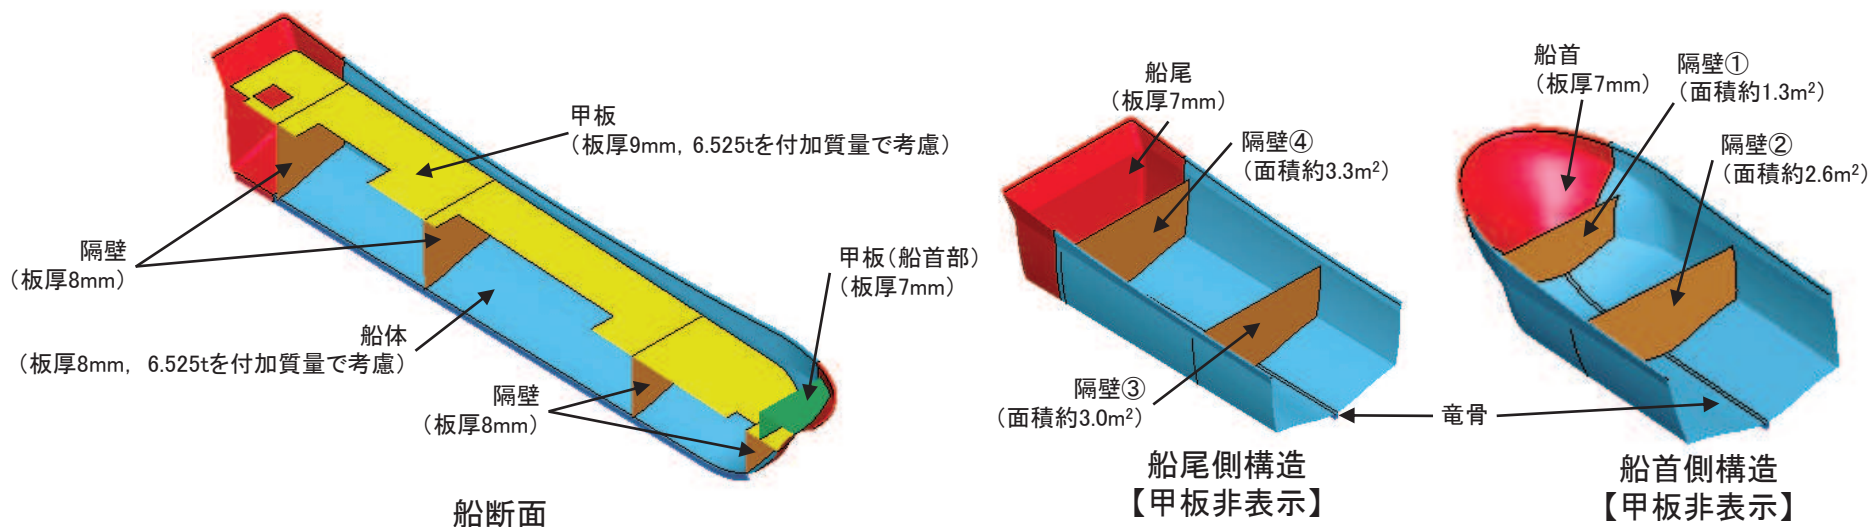 甲板
（板厚9mm，6.525tを付加質量で考慮）
隔壁
（板厚8mm）
船体
（板厚8mm，6.525tを付加質量で考慮）
隔壁
（板厚8mm）
甲板（船首部）
（板厚7mm）
船断面
船尾
（板厚7mm）
隔壁④
（面積約3.3m²）
隔壁③
（面積約3.0m²）
竜骨
船尾側構造
【甲板非表示】
船首
（板厚7mm）
隔壁①
（面積約1.3m²）
隔壁②
（面積約2.6m²）
船首側構造
【甲板非表示】